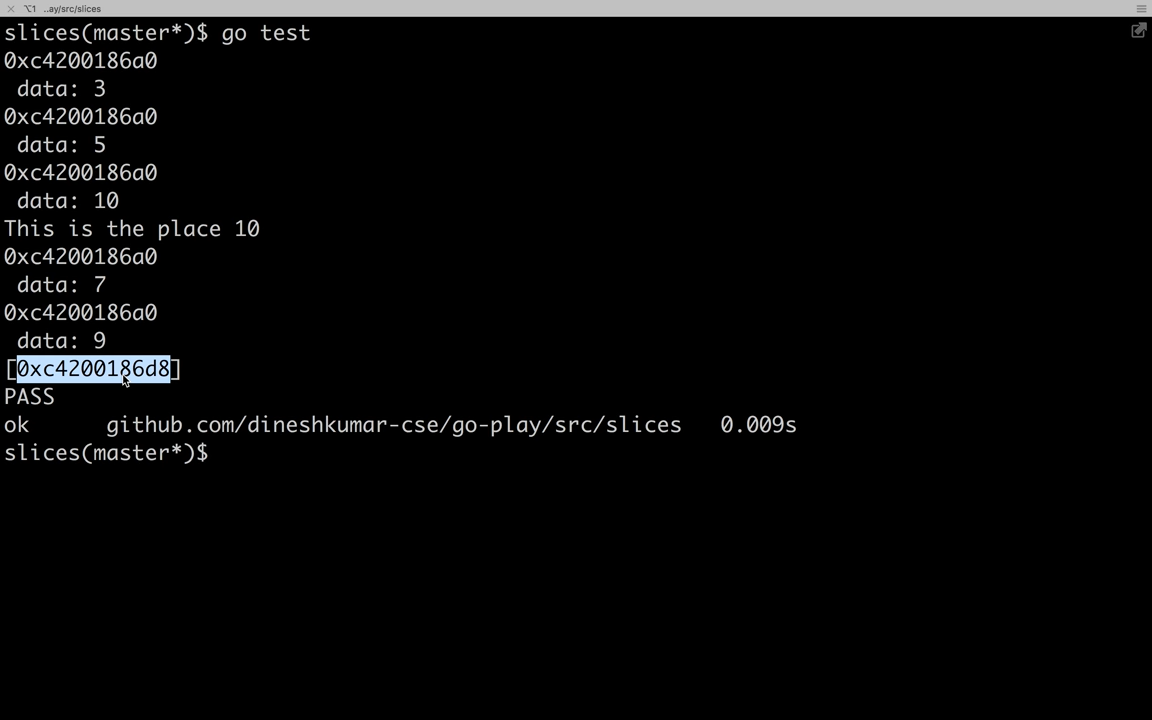 ⌥1 ..ay/src/slices
slices(master*)$ go test
0xc4200186a0
 data: 3
0xc4200186a0
 data: 5
0xc4200186a0
 data: 10
This is the place 10
0xc4200186a0
 data: 7
0xc4200186a0
 data: 9
[0xc4200186d8]
PASS
ok      github.com/dineshkumar-cse/go-play/src/slices   0.009s
slices(master*)$